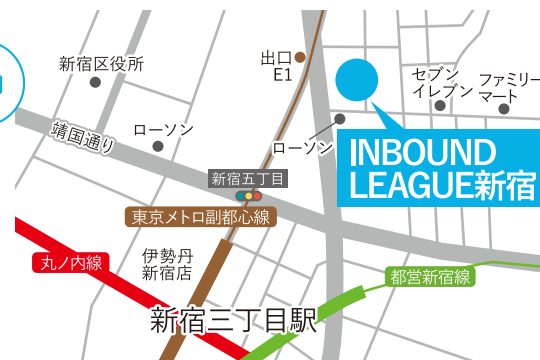 新宿区役所
出口
E1
セブン
イレブン
ファミリー
マート
靖国通り
ローソン
ローソン
INBOUND
LEAGUE新宿
新宿五丁目
東京メトロ副都心線
丸ノ内線
伊勢丹
新宿店
都営新宿線
新宿三丁目駅